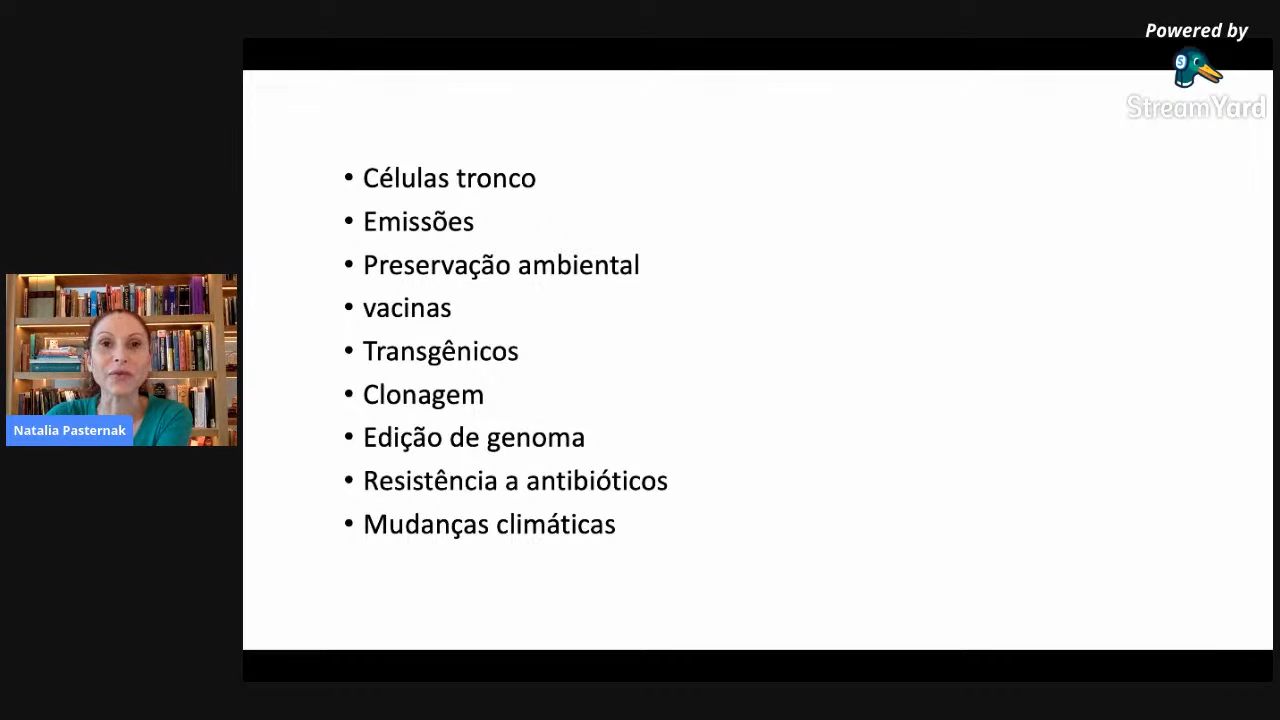 Powered by
StreamYard
• Células tronco
• Emissões
• Preservação ambiental
• vacinas
• Transgênicos
• Clonagem
• Edição de genoma
• Resistência a antibióticos
• Mudanças climáticas
Natalia Pasternak